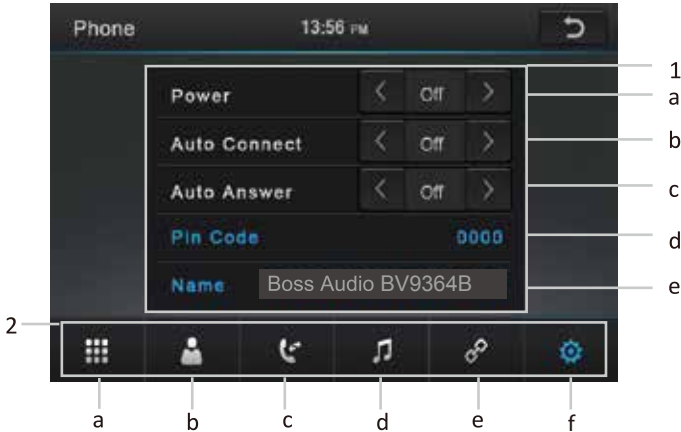 Phone 13:56 PM
1
Power Off a
Auto Connect Off b
Auto Answer Off c
Pin Code 0000 d
Name Boss Audio BV9364B e
2
a b c d e f